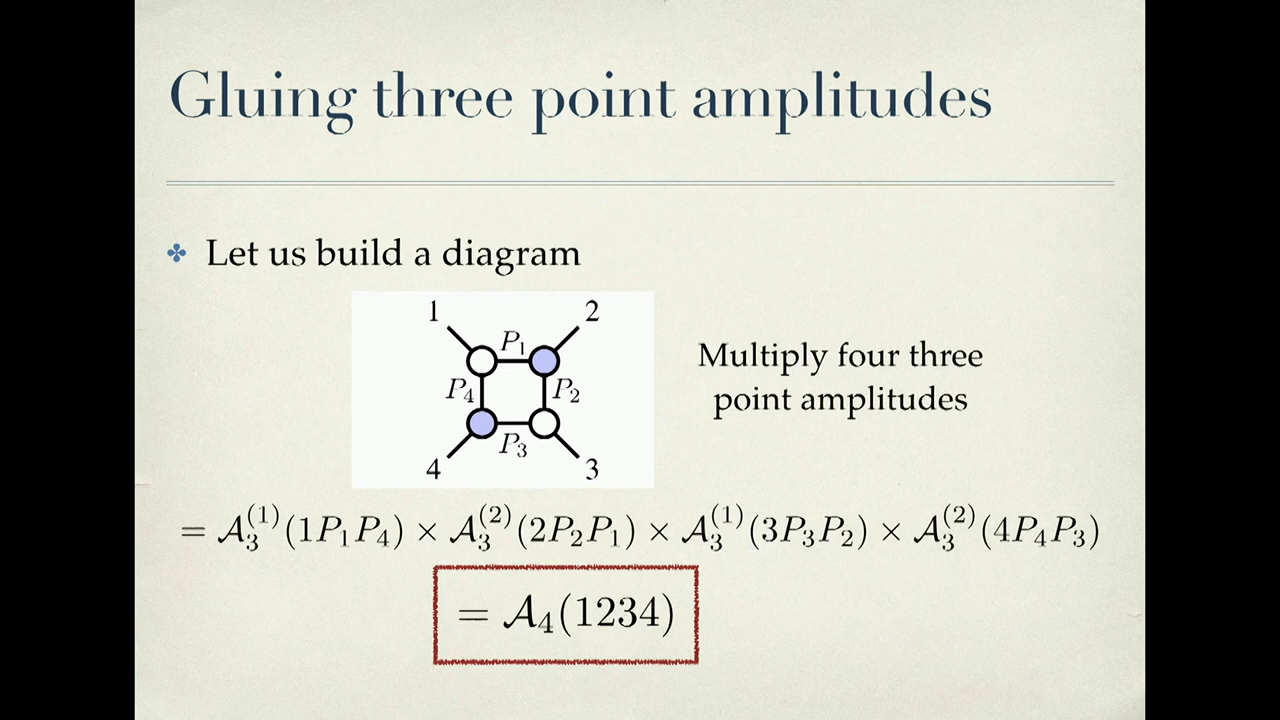 Gluing three point amplitudes
Let us build a diagram
1 2
P₁
P₄ P₂
P₃
4 3
Multiply four three
point amplitudes
= 𝒜₃⁽¹⁾(1P₁P₄) × 𝒜₃⁽²⁾(2P₂P₁) × 𝒜₃⁽¹⁾(3P₃P₂) × 𝒜₃⁽²⁾(4P₄P₃)
= 𝒜₄(1234)